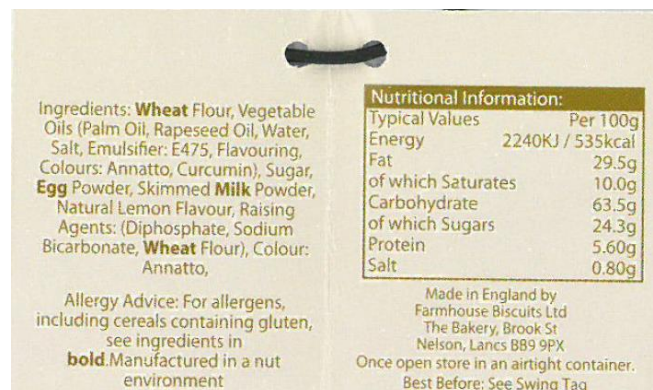 Ingredients: Wheat Flour, Vegetable
Oils (Palm Oil, Rapeseed Oil, Water,
Salt, Emulsifier: E475, Flavouring,
Colours: Annatto, Curcumin), Sugar,
Egg Powder, Skimmed Milk Powder,
Natural Lemon Flavour, Raising
Agents: (Diphosphate, Sodium
Bicarbonate, Wheat Flour), Colour:
Annatto,
Allergy Advice: For allergens,
including cereals containing gluten,
see ingredients in
bold.Manufactured in a nut
environment
Nutritional Information:
Typical Values Per 100g
Energy 2240KJ / 535kcal
Fat 29.5g
of which Saturates 10.0g
Carbohydrate 63.5g
of which Sugars 24.3g
Protein 5.60g
Salt 0.80g
Made in England by
Farmhouse Biscuits Ltd
The Bakery, Brook St
Nelson, Lancs BB9 9PX
Once open store in an airtight container.
Best Before: See Swing Tag